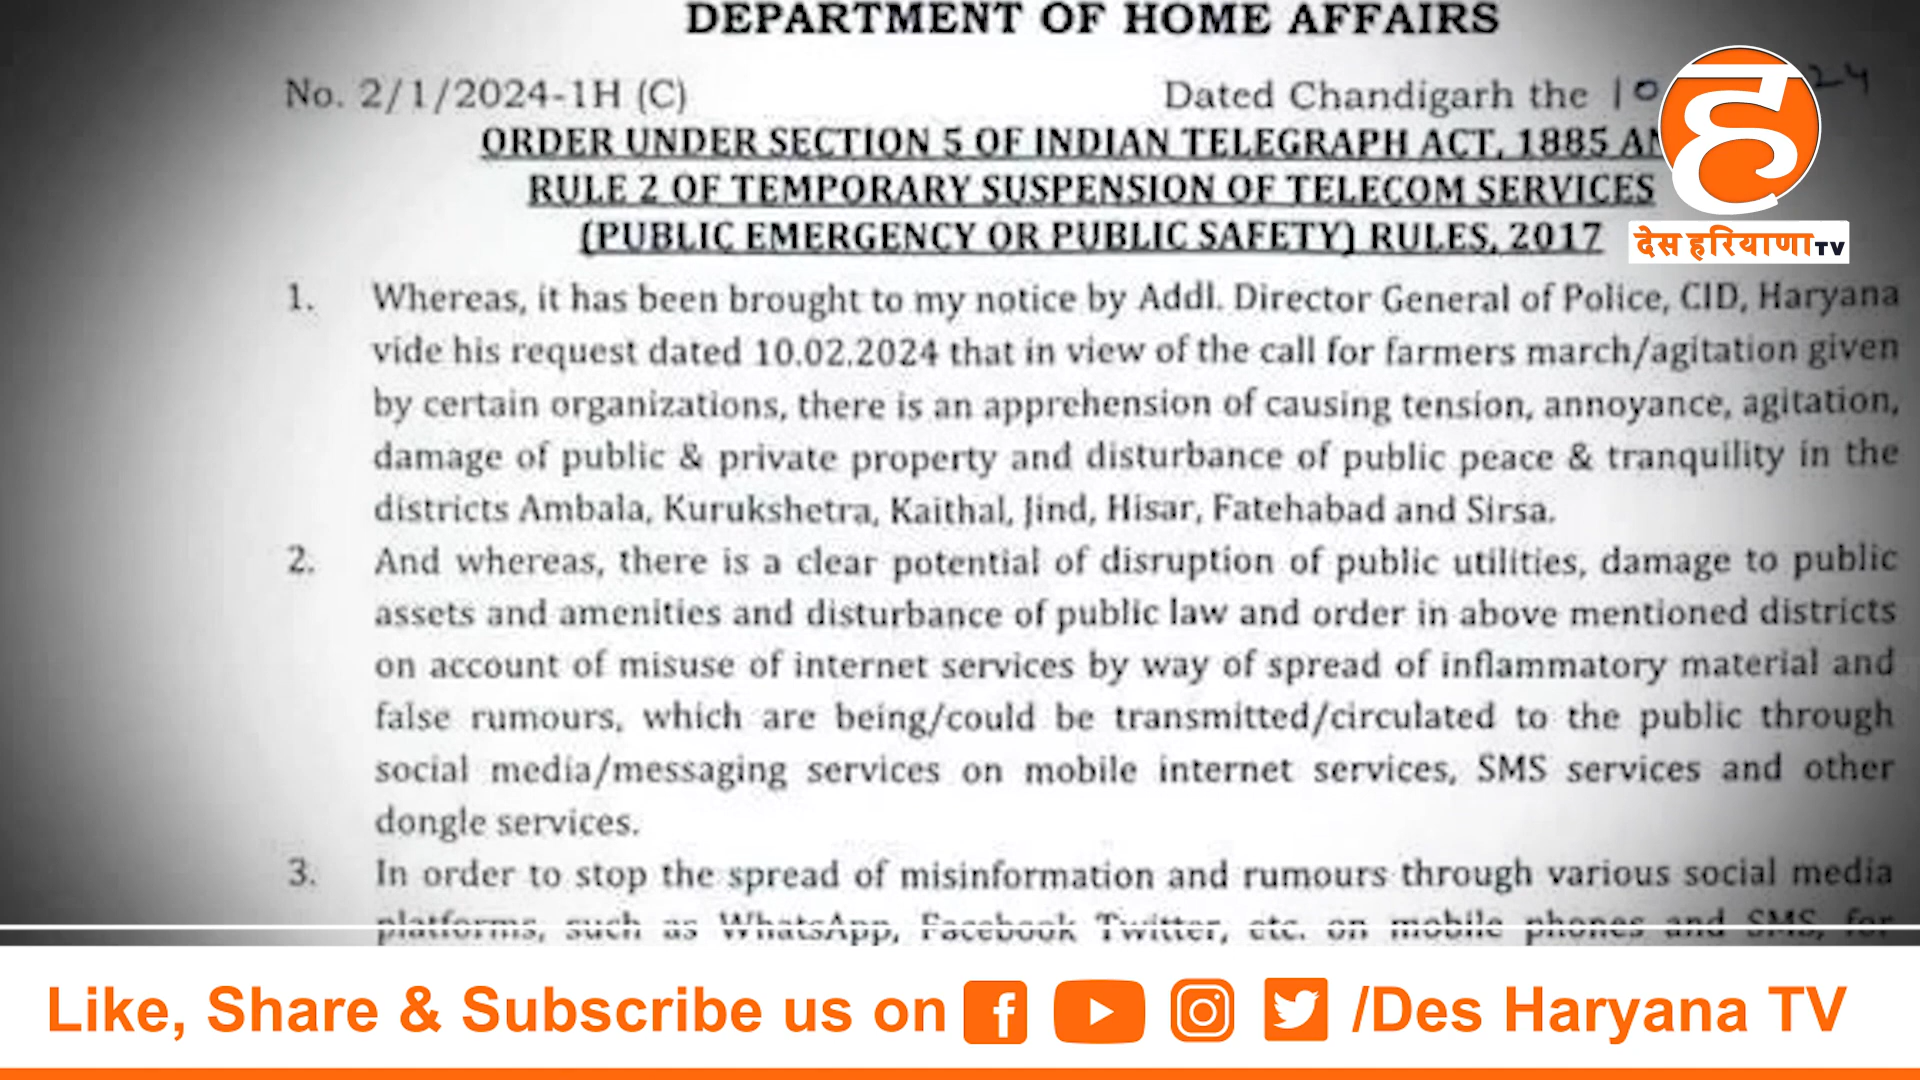 DEPARTMENT OF HOME AFFAIRS
No. 2/1/2024-1H (C) Dated Chandigarh the 10 24
ORDER UNDER SECTION 5 OF INDIAN TELEGRAPH ACT, 1885
RULE 2 OF TEMPORARY SUSPENSION OF TELECOM SERVICES
(PUBLIC EMERGENCY OR PUBLIC SAFETY) RULES, 2017
ह
देस हरियाणा TV
1. Whereas, it has been brought to my notice by Addl. Director General of Police, CID, Haryana
vide his request dated 10.02.2024 that in view of the call for farmers march/agitation given
by certain organizations, there is an apprehension of causing tension, annoyance, agitation,
damage of public & private property and disturbance of public peace & tranquility in the
districts Ambala, Kurukshetra, Kaithal, Jind, Hisar, Fatehabad and Sirsa.
2. And whereas, there is a clear potential of disruption of public utilities, damage to public
assets and amenities and disturbance of public law and order in above mentioned districts
on account of misuse of internet services by way of spread of inflammatory material and
false rumours, which are being/could be transmitted/circulated to the public through
social media/messaging services on mobile internet services, SMS services and other
dongle services.
3. In order to stop the spread of misinformation and rumours through various social media
platforms, such as WhatsApp, Facebook Twitter, etc. on mobile phones and SMS, for
Like, Share & Subscribe us on /Des Haryana TV